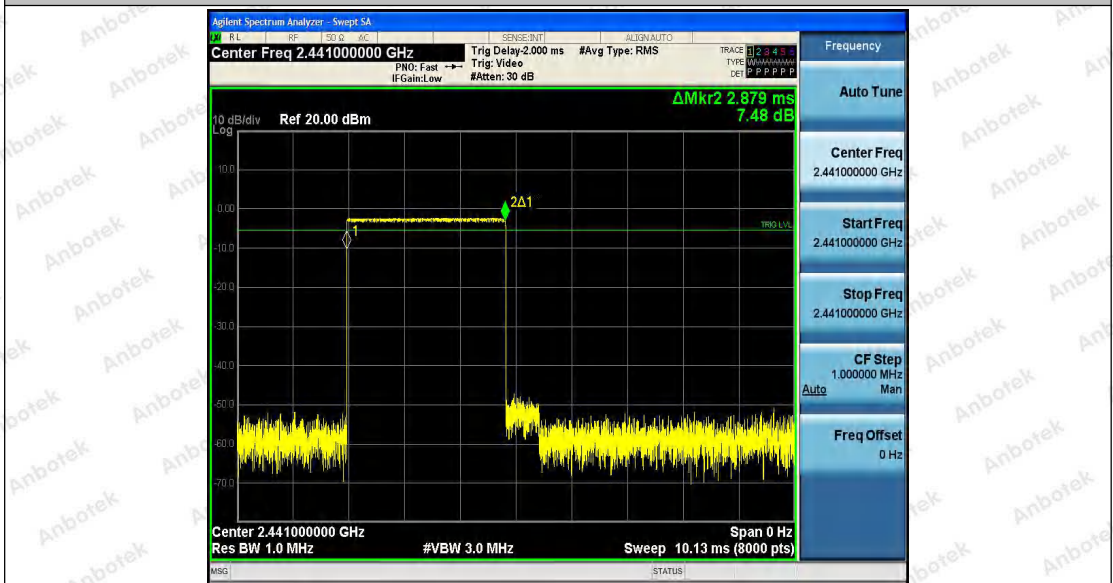 Agilent Spectrum Analyzer - Swept SA
RL RF 50 Ω AC SENSE:INT ALIGN AUTO
Center Freq 2.441000000 GHz
PNO: Fast
IFGain:Low
Trig Delay-2.000 ms
Trig: Video
#Atten: 30 dB
#Avg Type: RMS
TRACE 1 2 3 4 5 6
TYPE
DET P P P P P P
ΔMkr2 2.879 ms
7.48 dB
10 dB/div Ref 20.00 dBm
Log
10.0
0.00
-10.0
-20.0
-30.0
-40.0
-50.0
-60.0
-70.0
1
2Δ1
TRIG LVL
Center 2.441000000 GHz
Span 0 Hz
Res BW 1.0 MHz
#VBW 3.0 MHz
Sweep 10.13 ms (8000 pts)
MSG
STATUS
Frequency
Auto Tune
Center Freq
2.441000000 GHz
Start Freq
2.441000000 GHz
Stop Freq
2.441000000 GHz
CF Step
1.000000 MHz
Auto Man
Freq Offset
0 Hz
Anbotek